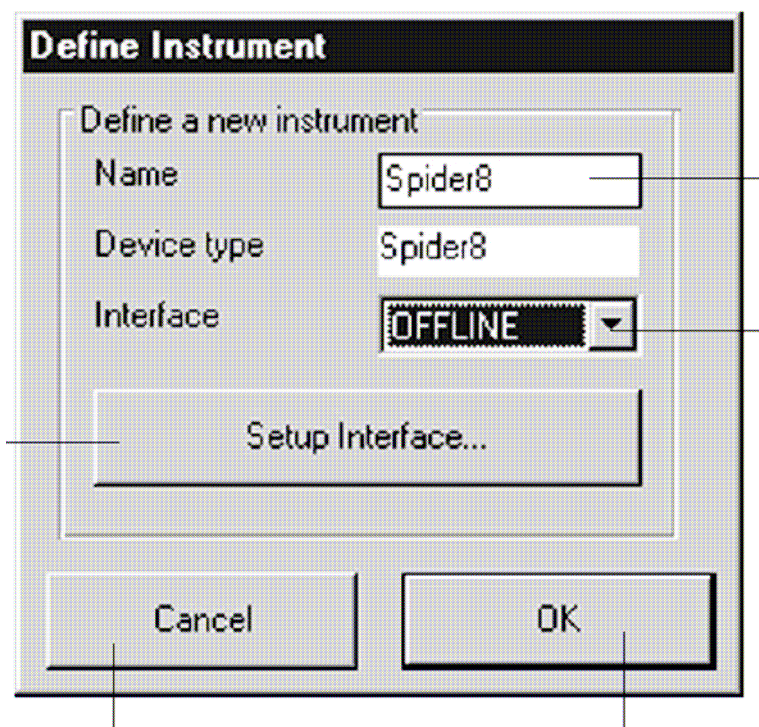 Define Instrument
Define a new instrument
Name Spider8
Device type Spider8
Interface OFFLINE
Setup Interface...
Cancel OK